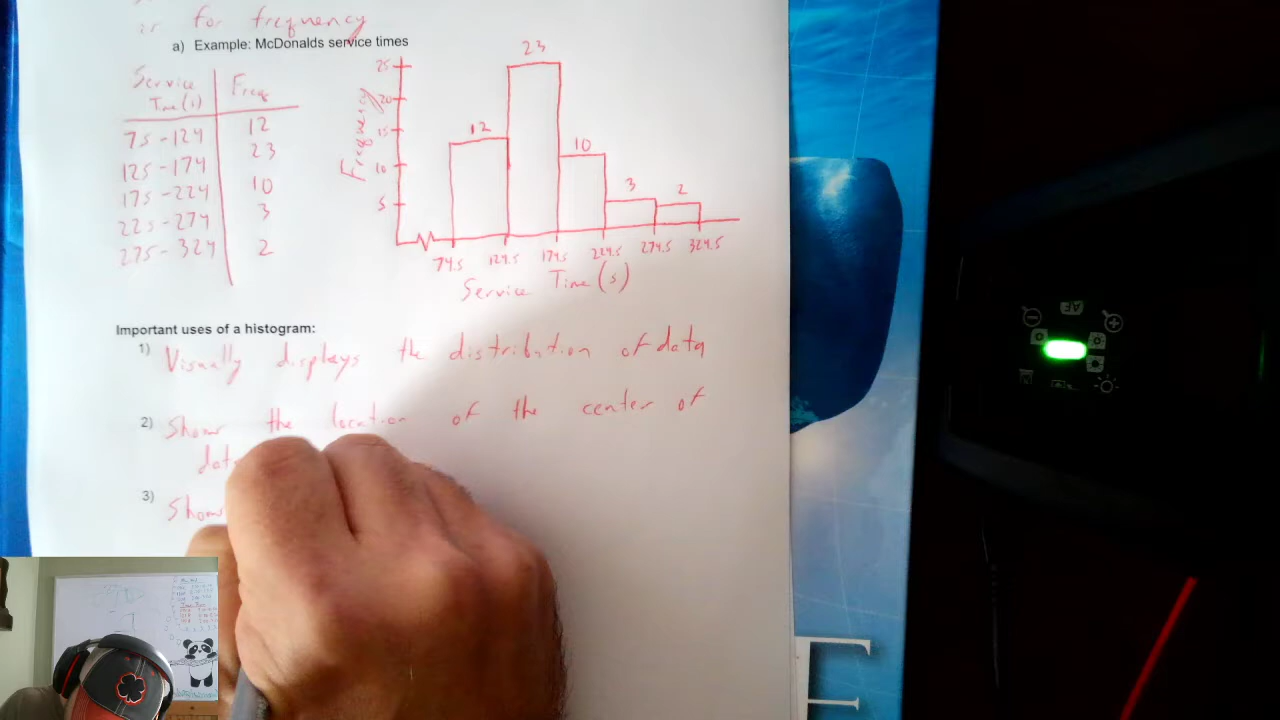 or for frequency
a) Example: McDonalds service times
Service Time(s) Freq
75-124 12
125-174 23
175-224 10
225-274 3
275-324 2
Frequency
25
20
15
10
5
12 23 10 3 2
74.5 124.5 174.5 224.5 274.5 324.5
Service Time (s)
Important uses of a histogram:
1) Visually displays the distribution of data
2) Shows the location of the center of
data
3) Shows
E